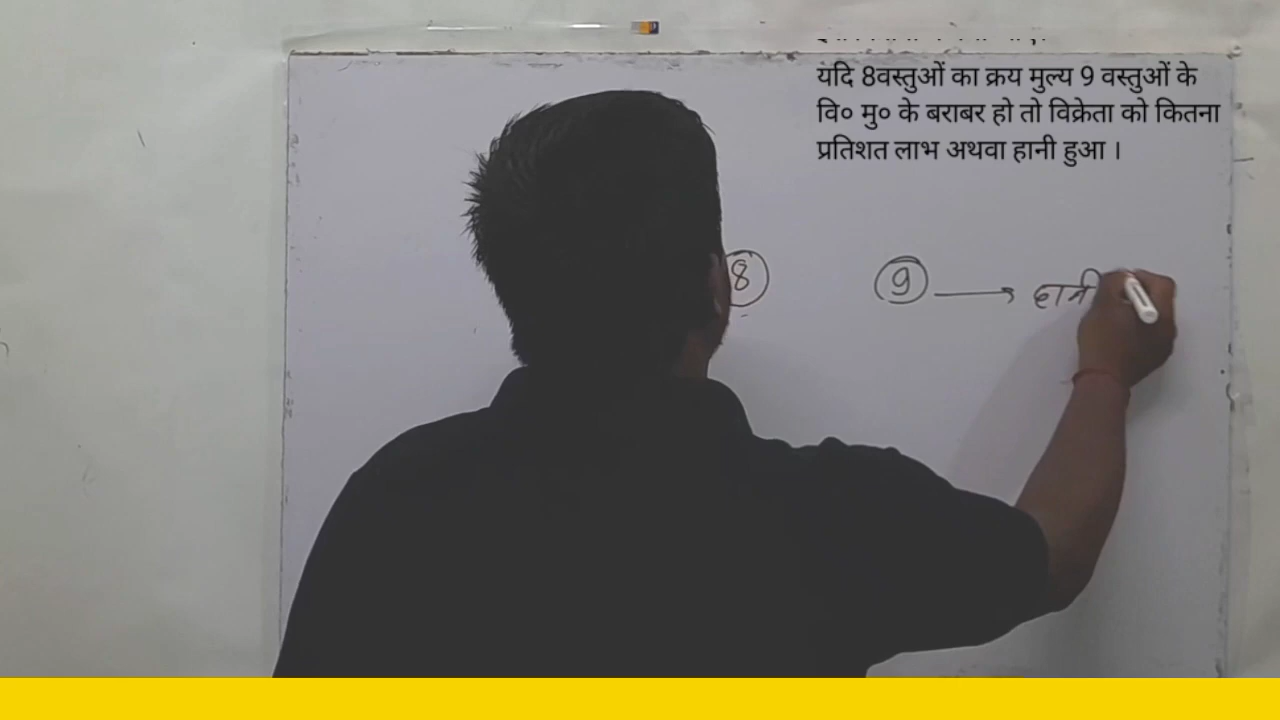 यदि 8वस्तुओं का क्रय मुल्य 9 वस्तुओं के
वि० मु० के बराबर हो तो विक्रेता को कितना
प्रतिशत लाभ अथवा हानी हुआ ।
8 9 → हानी